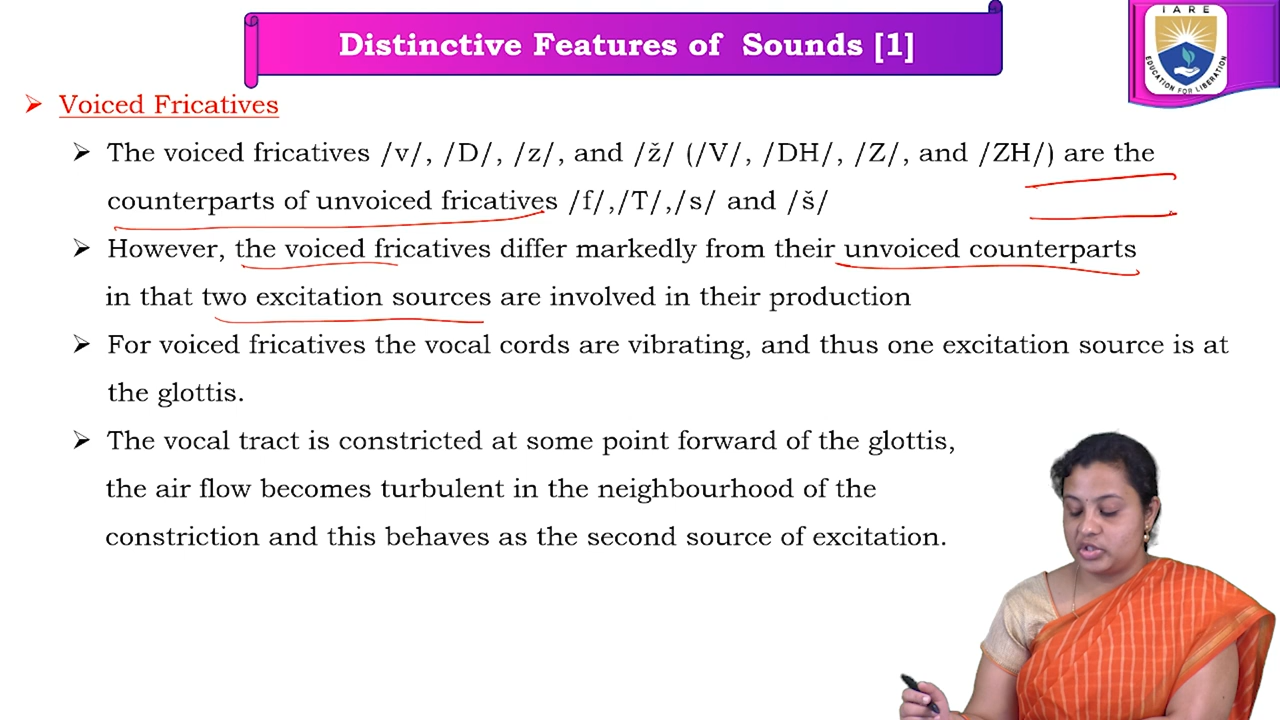 Distinctive Features of Sounds [1]
IARE
EDUCATION FOR LIBERATION
Voiced Fricatives
The voiced fricatives /v/, /D/, /z/, and /ž/ (/V/, /DH/, /Z/, and /ZH/) are the
counterparts of unvoiced fricatives /f/,/T/,/s/ and /š/
However, the voiced fricatives differ markedly from their unvoiced counterparts
in that two excitation sources are involved in their production
For voiced fricatives the vocal cords are vibrating, and thus one excitation source is at
the glottis.
The vocal tract is constricted at some point forward of the glottis,
the air flow becomes turbulent in the neighbourhood of the
constriction and this behaves as the second source of excitation.